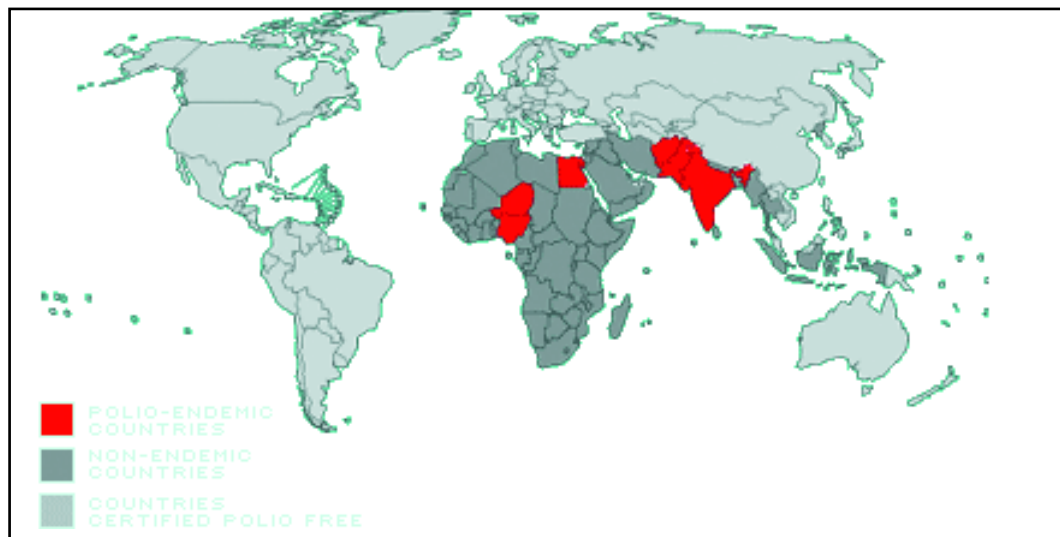 POLIO-ENDEMIC
COUNTRIES
NON-ENDEMIC
COUNTRIES
COUNTRIES
CERTIFIED POLIO FREE